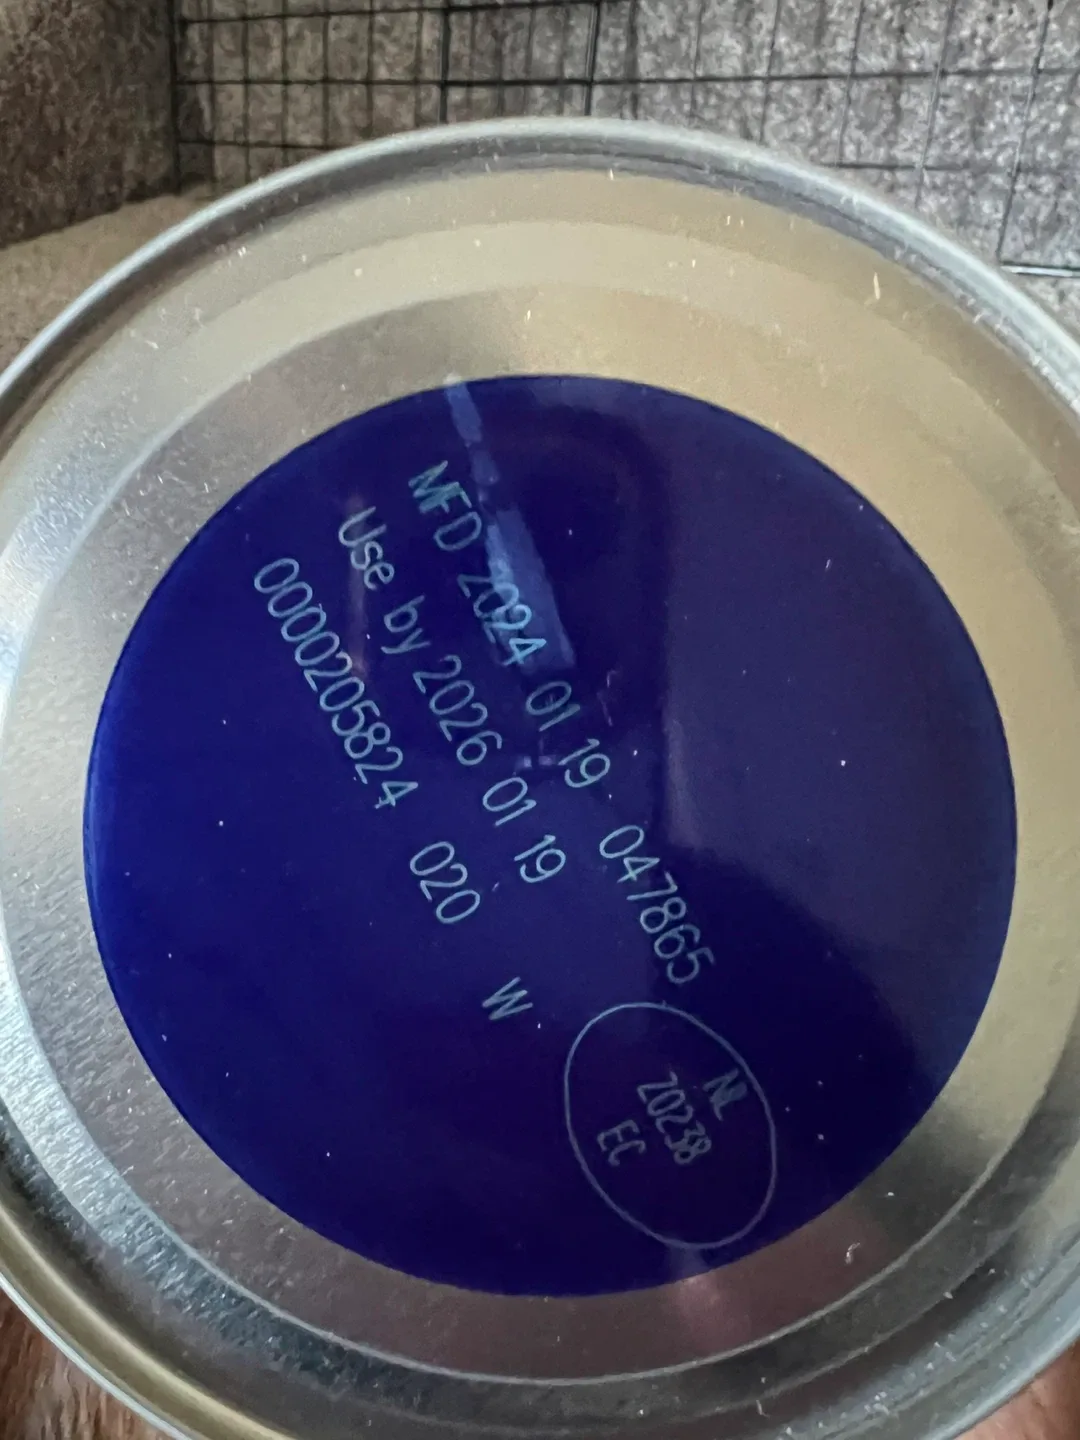 MFD 2024 01 19 047865
Use by 2026 01 19
0000205824 020 W
NL
Z0238
EC